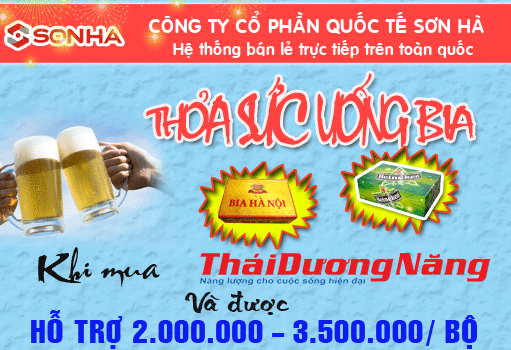 SONHA
CÔNG TY CỔ PHẦN QUỐC TẾ SƠN HÀ
Hệ thống bán lẻ trực tiếp trên toàn quốc
THỎA SỨC UỐNG BIA
BIA HÀ NỘI
Heineken
Heineken
Khi mua
TháiDươngNăng
Năng lượng cho cuộc sống hiện đại
Và được
HỖ TRỢ 2.000.000 – 3.500.000/ BỘ